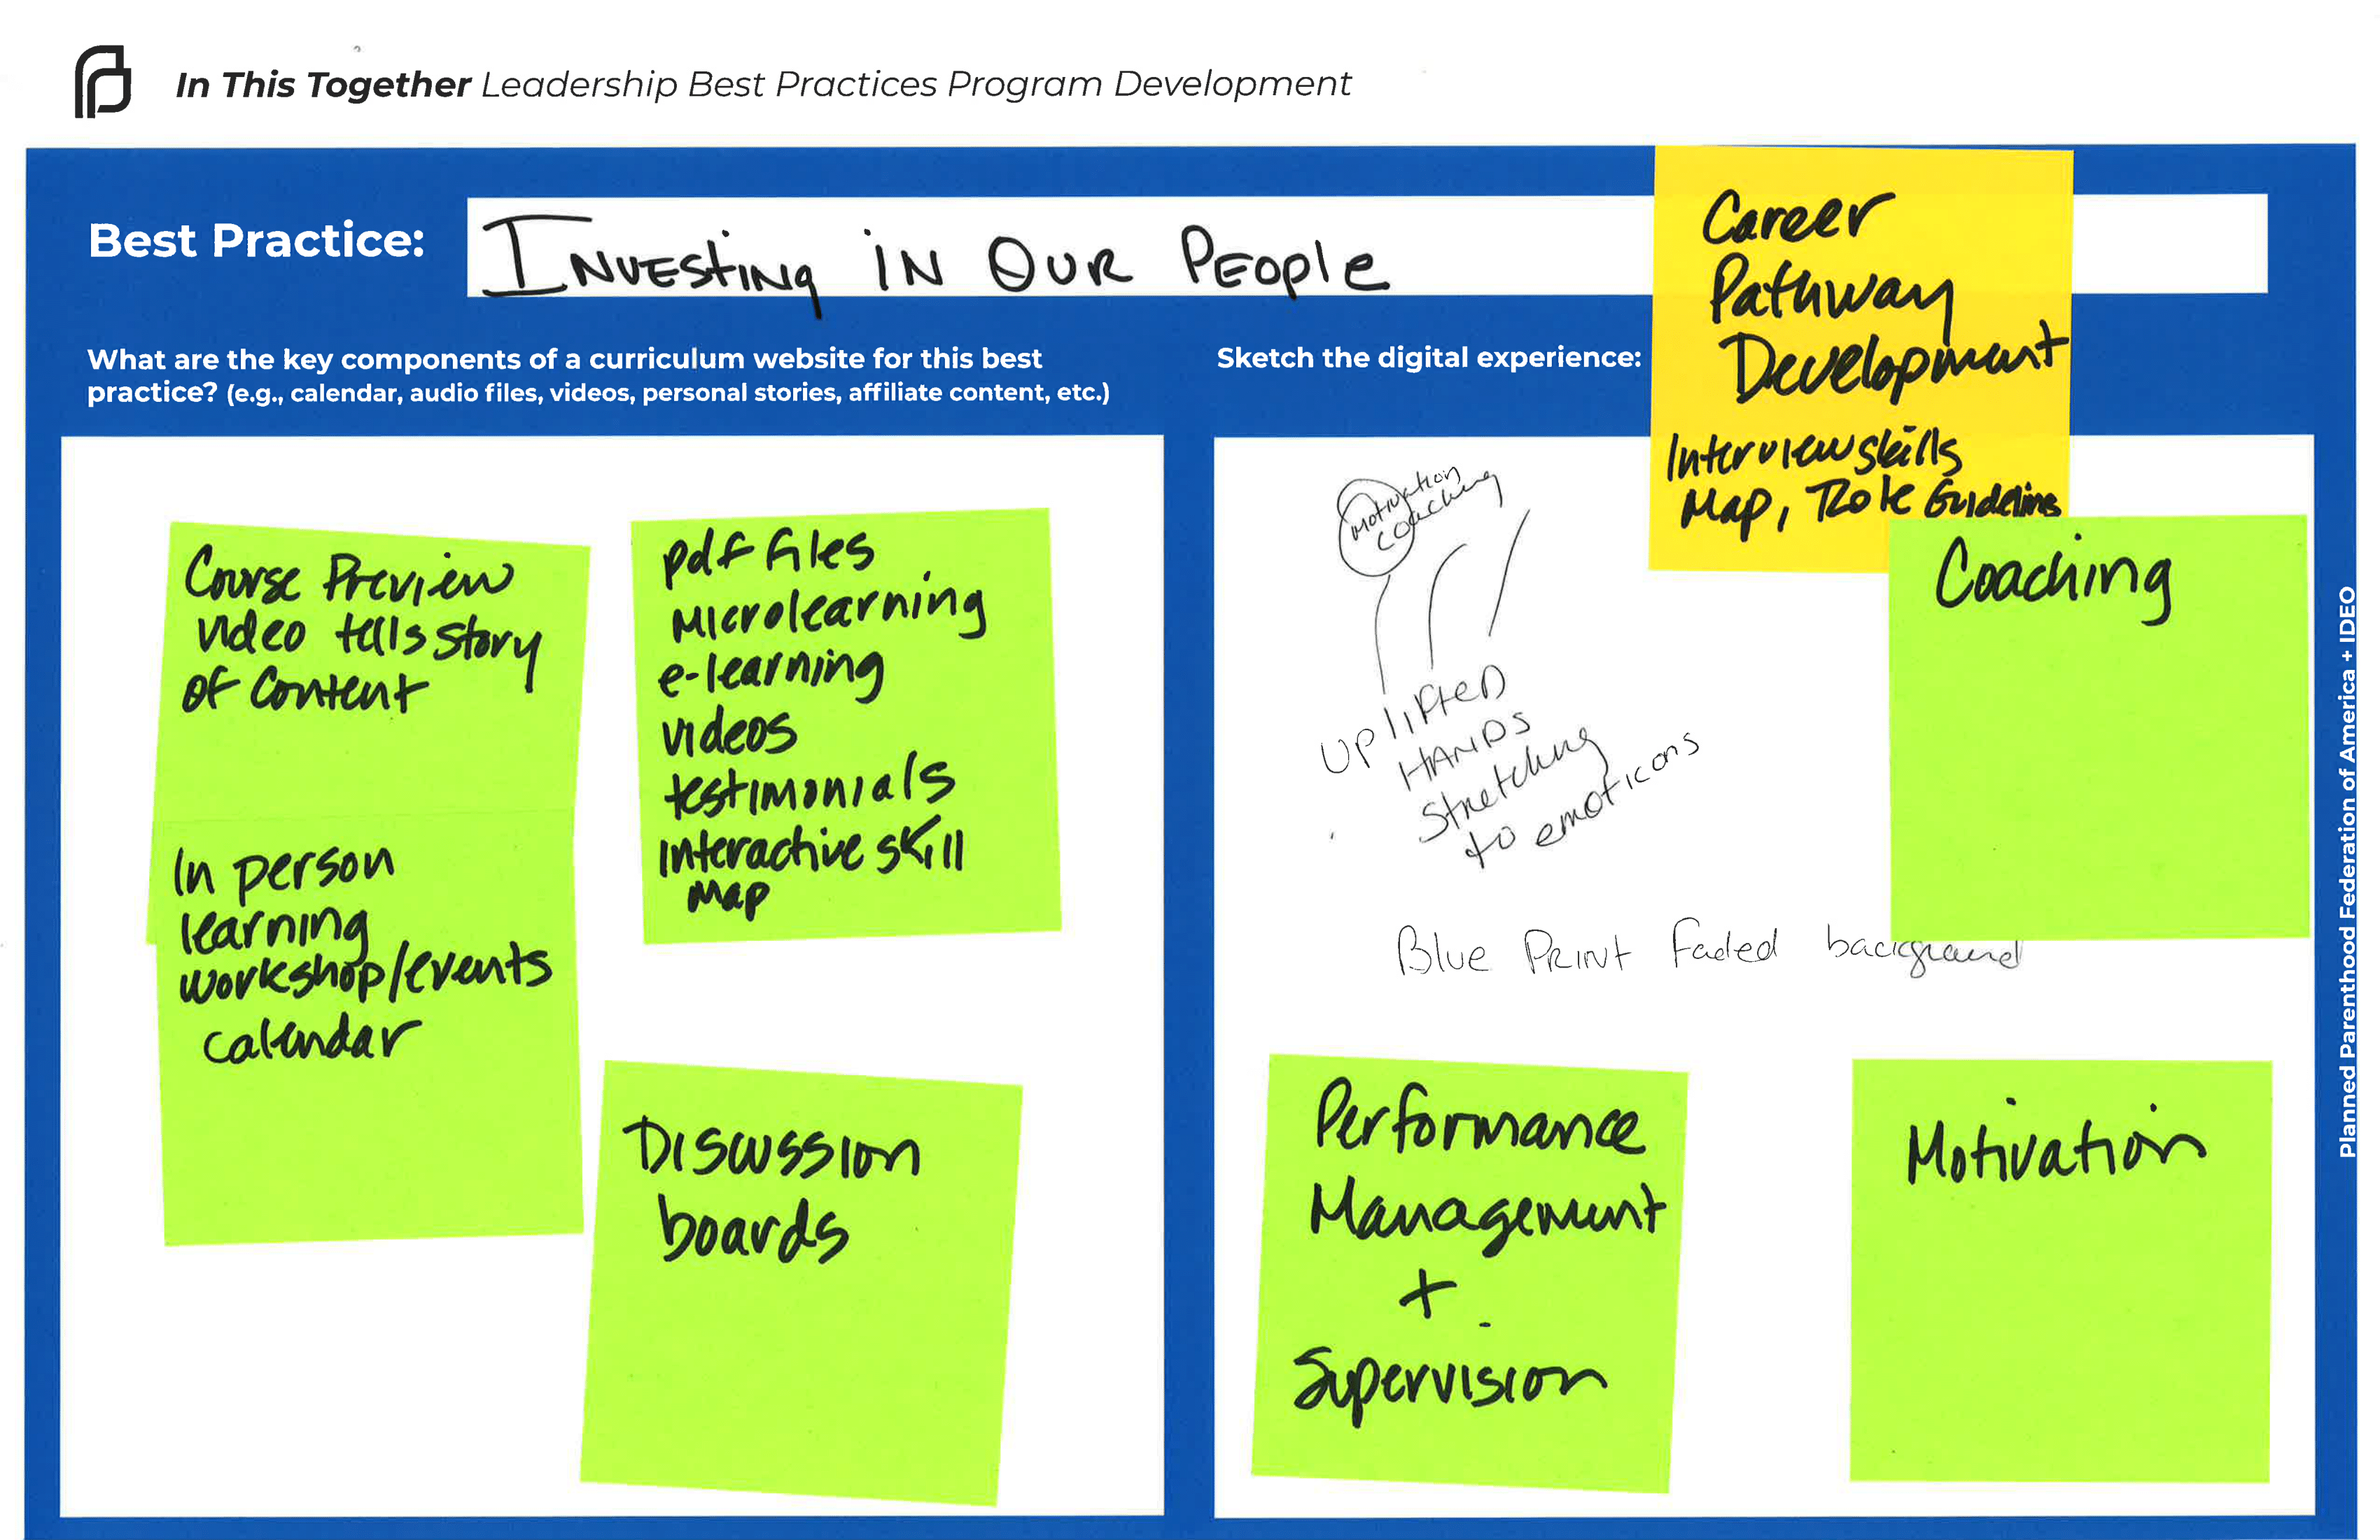 In This Together Leadership Best Practices Program Development
Best Practice:
Investing in Our People
What are the key components of a curriculum website for this best
practice? (e.g., calendar, audio files, videos, personal stories, affiliate content, etc.)
Course Preview
video tells story
of content
In person
learning
workshop/events
calendar
pdf files
Microlearning
e-learning
videos
testimonials
Interactive skill
Map
Discussion
boards
Sketch the digital experience:
Career
Pathway
Development
Interview skills
Map, Role Guidelines
Motivation
Coaching
Uplifted
Hands
Stretching
to emoticons
Blue Print Faded background
Coaching
Performance
Management
+
Supervision
Motivation
Planned Parenthood Federation of America + IDEO